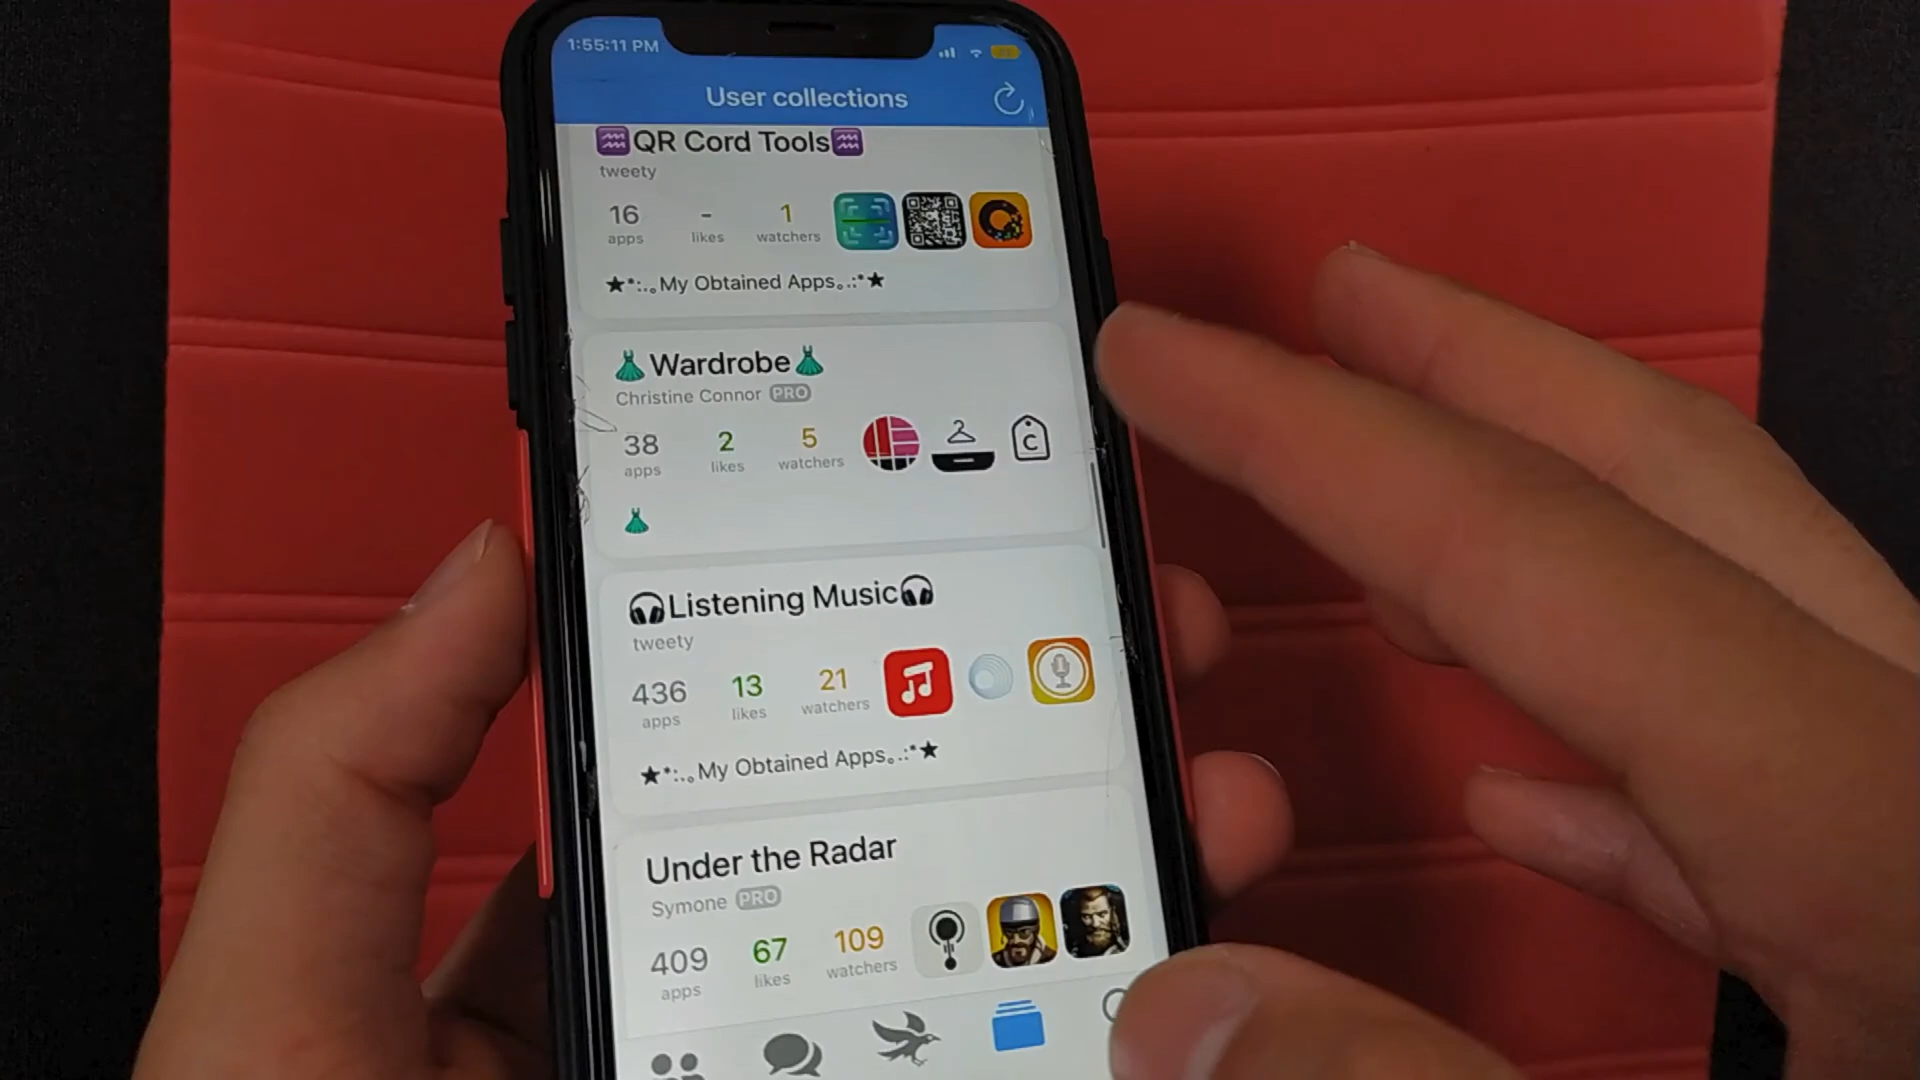 1:55:11 PM
User collections
♒QR Cord Tools♒
tweety
16 - 1
apps likes watchers
★*:..｡My Obtained Apps｡.:*★
👗Wardrobe👗
Christine Connor PRO
38 2 5
apps likes watchers
C
👗
🎧Listening Music🎧
tweety
436 13 21
apps likes watchers
★*:..｡My Obtained Apps｡.:*★
Under the Radar
Symone PRO
409 67 109
apps likes watchers